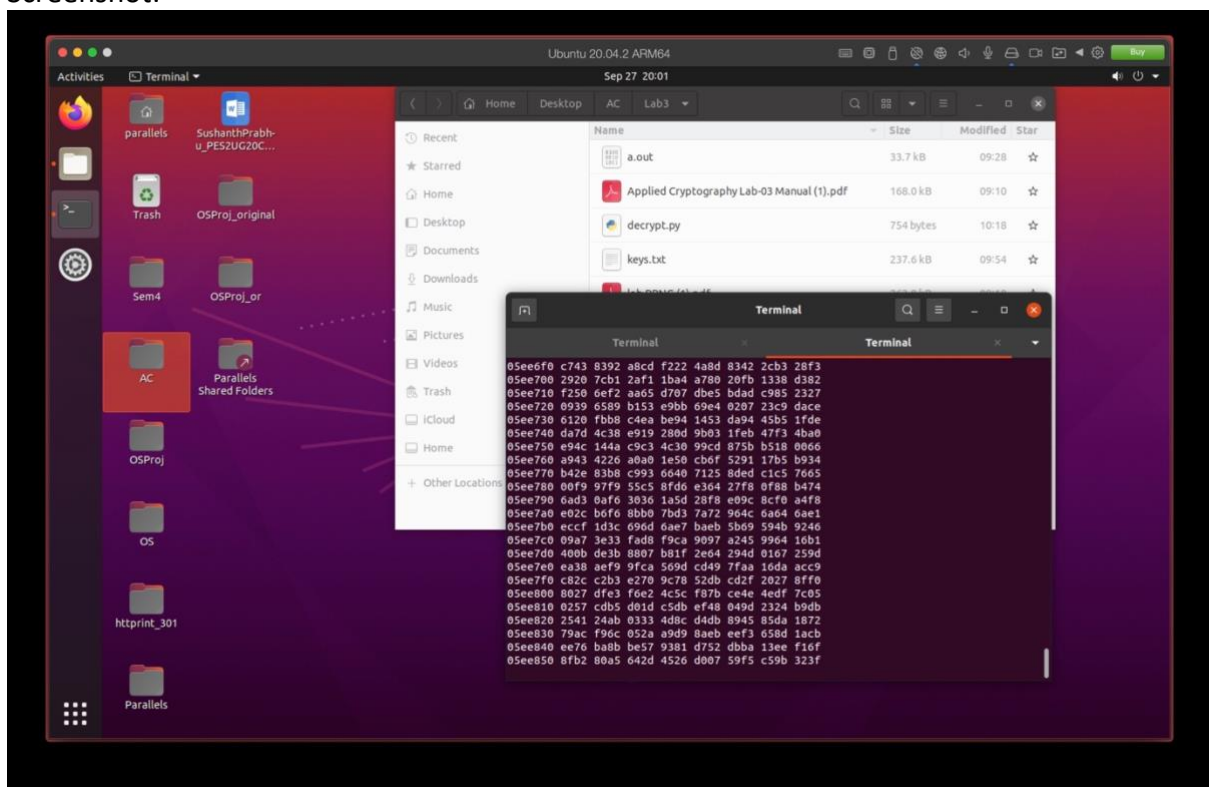 Screenshot:
Ubuntu 20.04.2 ARM64
Buy
Activities Terminal Sep 27 20:01
parallels
SushanthPrabh-
u_PES2UG20C...
Trash
OSProj_original
Sem4
OSProj_or
AC
Parallels
Shared Folders
OSProj
OS
httprint_301
Parallels
Home Desktop AC Lab3
Recent
Starred
Home
Desktop
Documents
Downloads
Music
Pictures
Videos
Trash
iCloud
Home
+ Other Locations
Name Size Modified Star
a.out 33.7 kB 09:28
Applied Cryptography Lab-03 Manual (1).pdf 168.0 kB 09:10
decrypt.py 754 bytes 10:18
keys.txt 237.6 kB 09:54
Terminal
Terminal Terminal
05ee6f0 c743 8392 a8cd f222 4a8d 8342 2cb3 28f3
05ee700 2920 7cb1 2af1 1ba4 a780 20fb 1338 d382
05ee710 f250 6ef2 aa65 d707 dbe5 bdad c985 2327
05ee720 0939 6589 b153 e9bb 69e4 0207 23c9 dace
05ee730 6120 fbb8 c4ea be94 1453 da94 45b5 1fde
05ee740 da7d 4c38 e919 280d 9b03 1feb 47f3 4ba0
05ee750 e94c 144a c9c3 4c30 99cd 875b b518 0066
05ee760 a943 4226 a0a0 1e50 cb6f 5291 17b5 b934
05ee770 b42e 83b8 c993 6640 7125 8ded c1c5 7665
05ee780 00f9 97f9 55c5 8fd6 e364 27f8 0f88 b474
05ee790 6ad3 0af6 3036 1a5d 28f8 e09c 8cf0 a4f8
05ee7a0 e02c b6f6 8bb0 7bd3 7a72 964c 6a64 6ae1
05ee7b0 eccf 1d3c 696d 6ae7 baeb 5b69 594b 9246
05ee7c0 09a7 3e33 fad8 f9ca 9097 a245 9964 16b1
05ee7d0 400b de3b 8807 b81f 2e64 294d 0167 259d
05ee7e0 ea38 aef9 9fca 569d cd49 7faa 16da acc9
05ee7f0 c82c c2b3 e270 9c78 52db cd2f 2027 8ff0
05ee800 8027 dfe3 f6e2 4c5c f87b ce4e 4edf 7c05
05ee810 0257 cdb5 d01d c5db ef48 049d 2324 b9db
05ee820 2541 24ab 0333 4d8c d4db 8945 85da 1872
05ee830 79ac f96c 052a a9d9 8aeb eef3 658d 1acb
05ee840 ee76 ba8b be57 9381 d752 dbba 13ee f16f
05ee850 8fb2 80a5 642d 4526 d007 59f5 c59b 323f